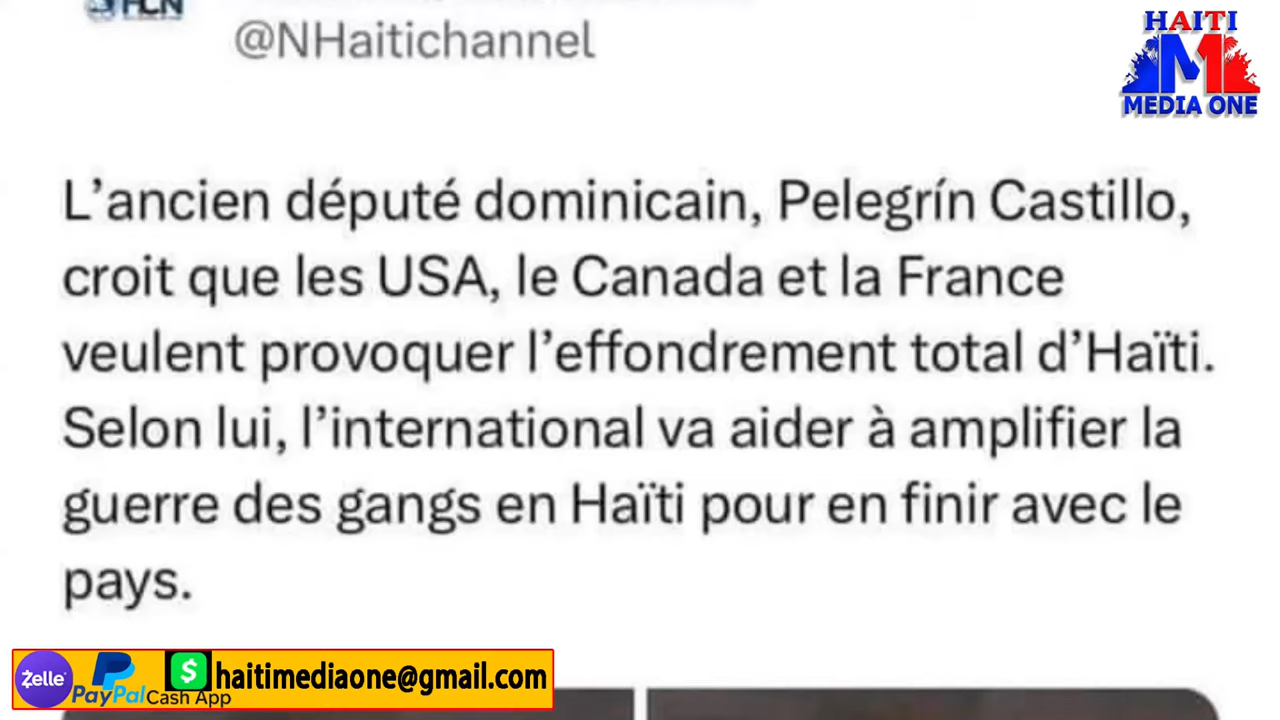 HCN
@NHaitichannel
HAITI
M
MEDIA ONE
L’ancien député dominicain, Pelegrín Castillo,
croit que les USA, le Canada et la France
veulent provoquer l’effondrement total d’Haïti.
Selon lui, l’international va aider à amplifier la
guerre des gangs en Haïti pour en finir avec le
pays.
Zelle
PayPal
$
Cash App
haitimediaone@gmail.com